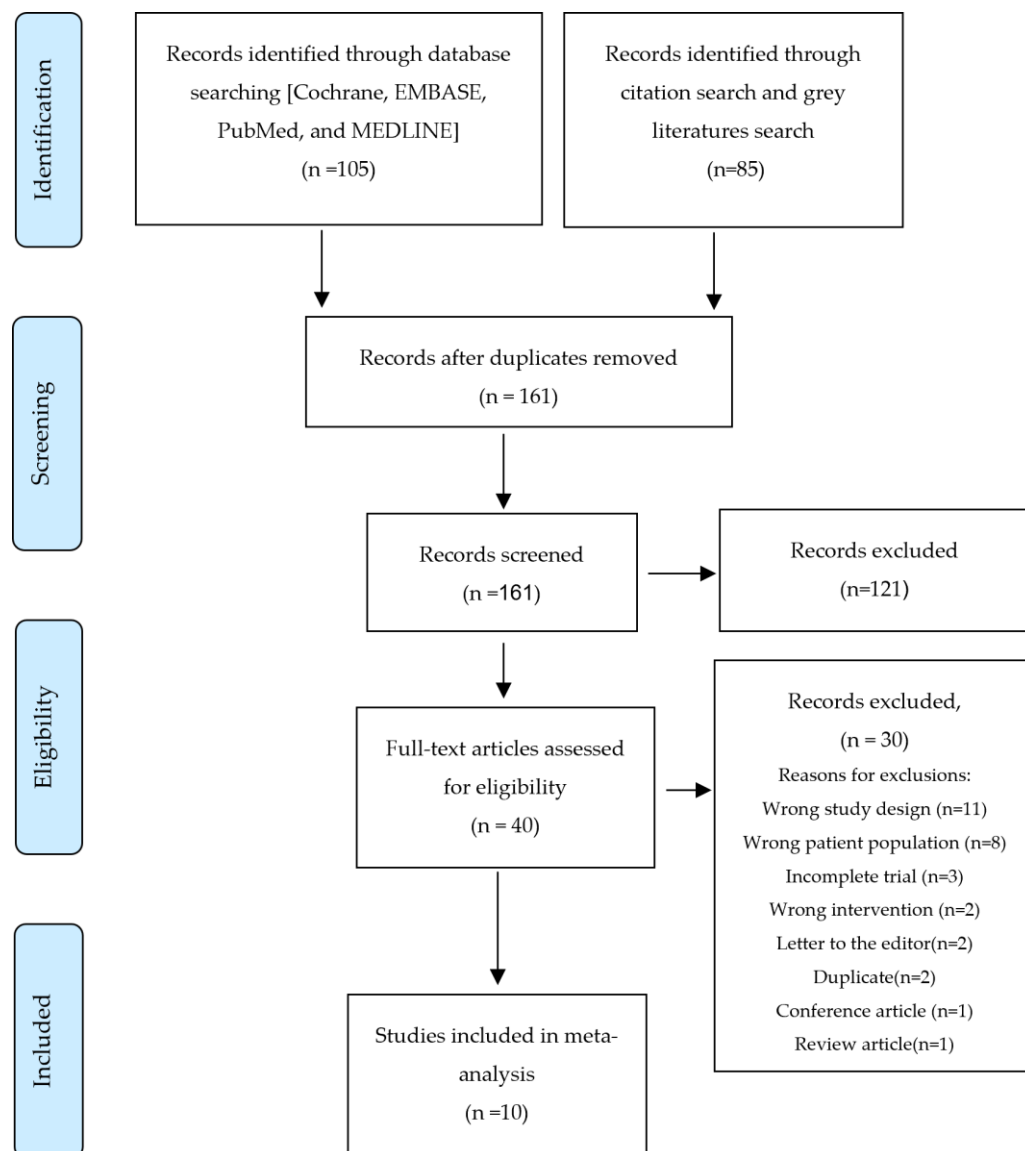 Identification
Records identified through database
searching [Cochrane, EMBASE,
PubMed, and MEDLINE]
(n =105)
Records identified through
citation search and grey
literatures search
(n=85)
Screening
Records after duplicates removed
(n = 161)
Records screened
(n =161)
Records excluded
(n=121)
Eligibility
Full-text articles assessed
for eligibility
(n = 40)
Records excluded,
(n = 30)
Reasons for exclusions:
Wrong study design (n=11)
Wrong patient population (n=8)
Incomplete trial (n=3)
Wrong intervention (n=2)
Letter to the editor(n=2)
Duplicate(n=2)
Conference article (n=1)
Review article(n=1)
Included
Studies included in meta-
analysis
(n =10)